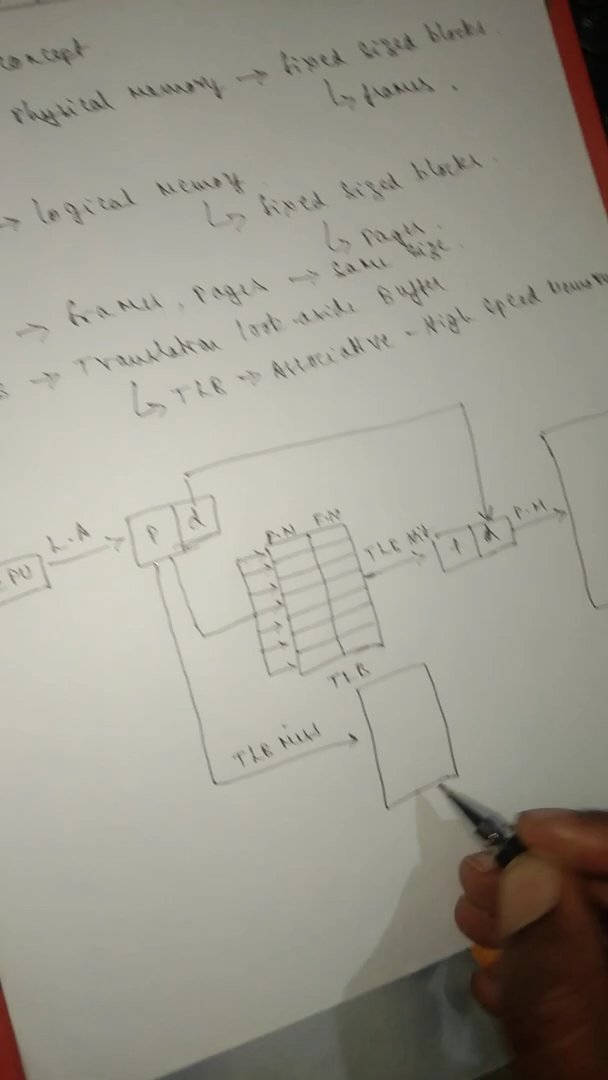 concept
Physical memory → fixed sized blocks
↳ frames.
→ logical memory
↳ fixed sized blocks.
↳ pages.
→ frames, pages → same size.
→ Translation look-aside Buffer
↳ TLB → Associative - High speed memory
L.A
P d
P.N F.N
TLB Hit
f d
P.M
PU
TLB
TLB Miss